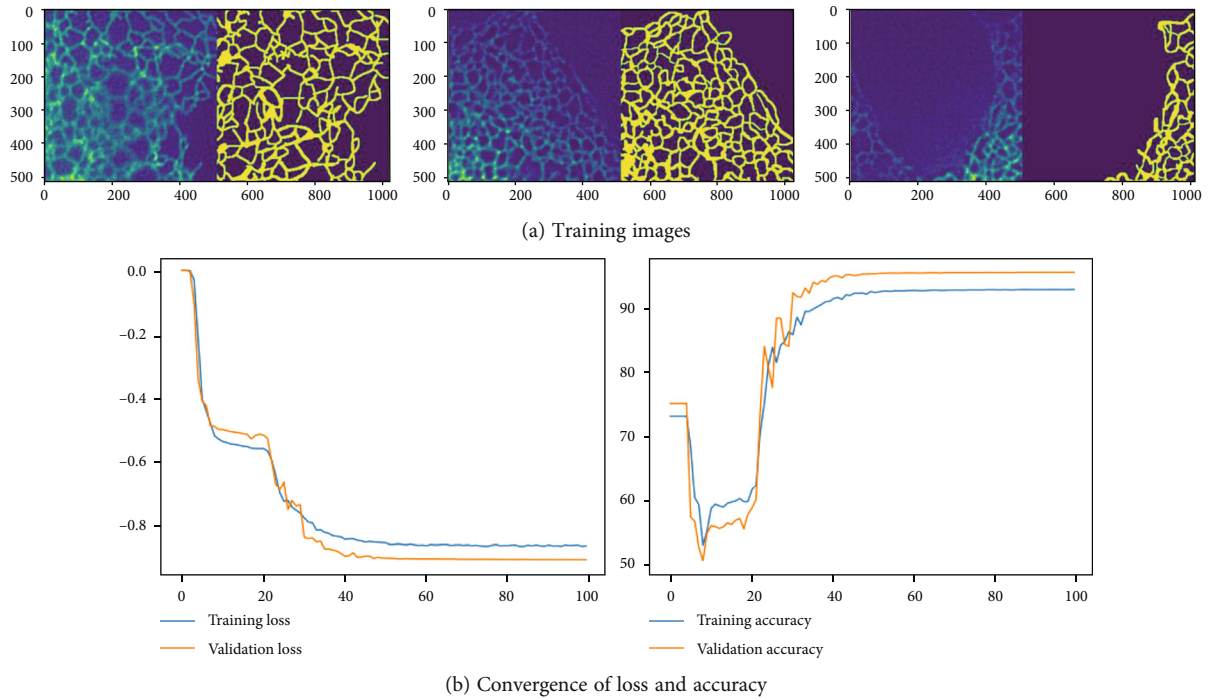 0
100
200
300
400
500
0 200 400 600 800 1000
0
100
200
300
400
500
0 200 400 600 800 1000
0
100
200
300
400
500
0 200 400 600 800 1000
(a) Training images
0.0
–0.2
–0.4
–0.6
–0.8
0 20 40 60 80 100
Training loss
Validation loss
90
80
70
60
50
0 20 40 60 80 100
Training accuracy
Validation accuracy
(b) Convergence of loss and accuracy